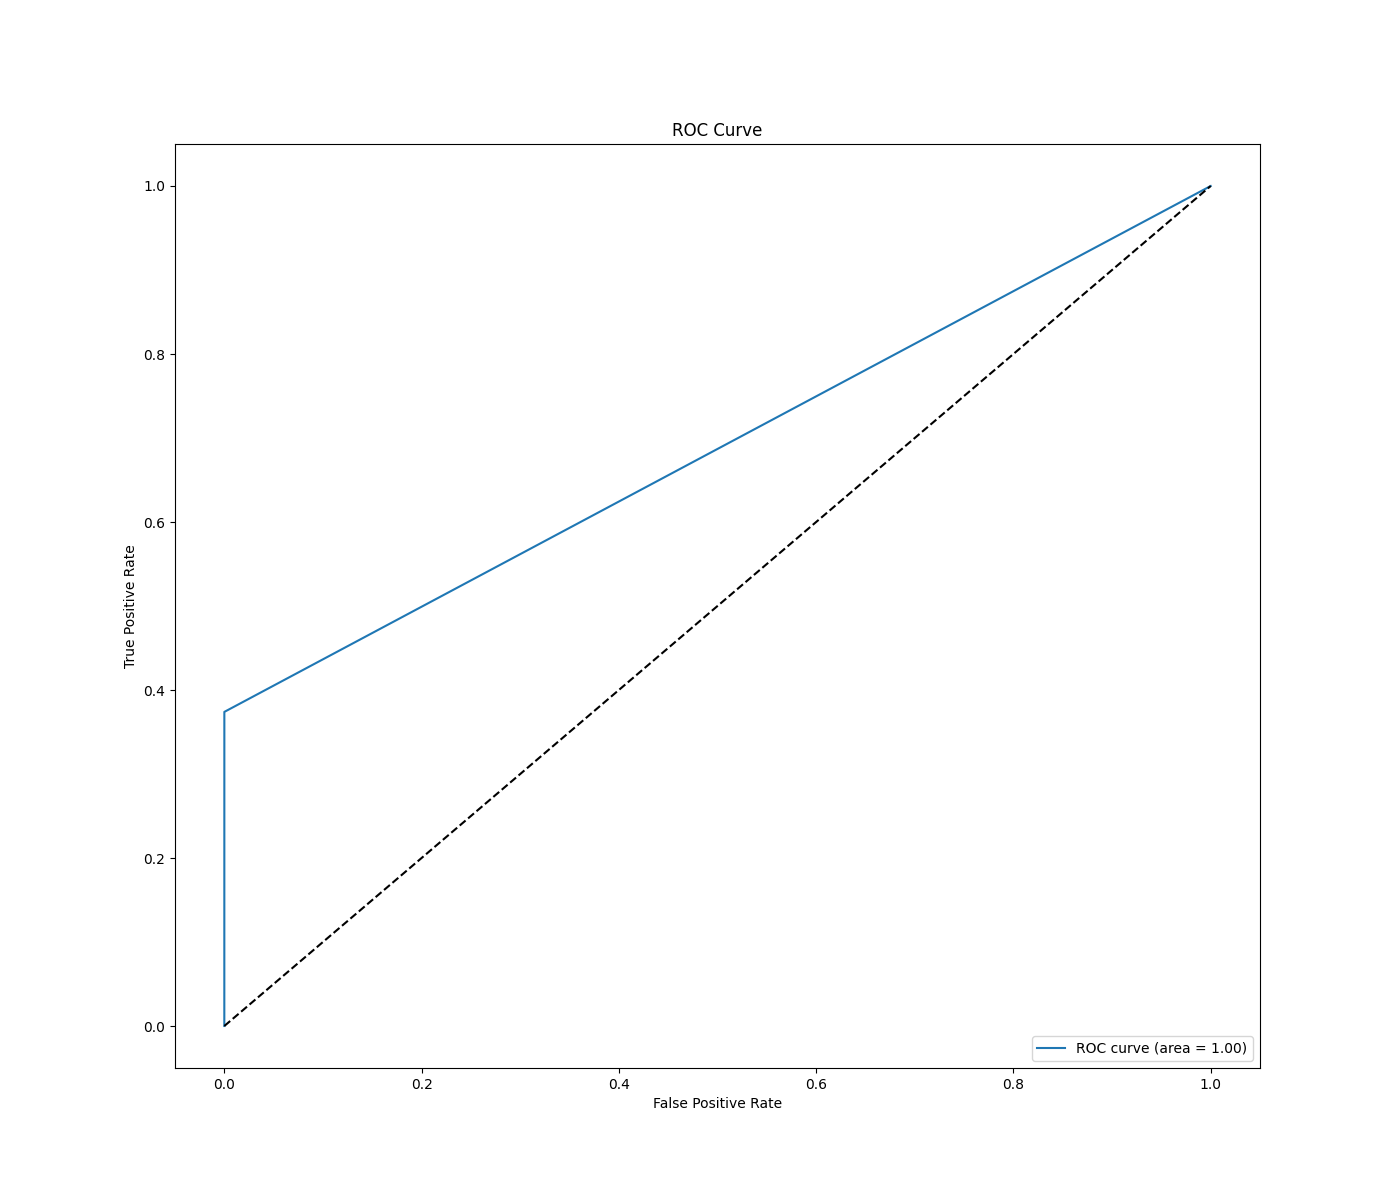 ROC Curve
1.0
0.8
0.6
0.4
0.2
0.0
True Positive Rate
0.0 0.2 0.4 0.6 0.8 1.0
False Positive Rate
ROC curve (area = 1.00)